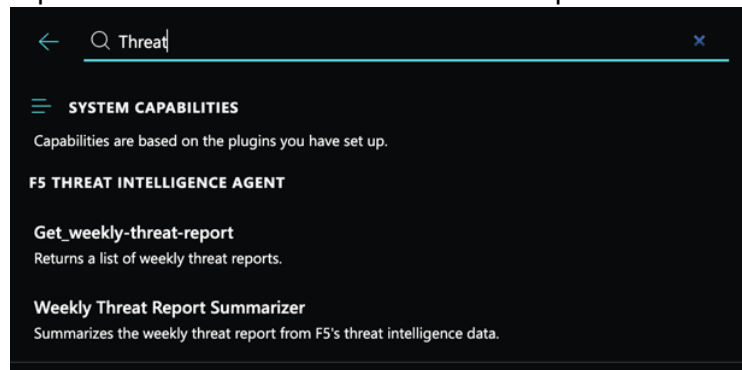 Threat
SYSTEM CAPABILITIES
Capabilities are based on the plugins you have set up.
F5 THREAT INTELLIGENCE AGENT
Get_weekly-threat-report
Returns a list of weekly threat reports.
Weekly Threat Report Summarizer
Summarizes the weekly threat report from F5's threat intelligence data.